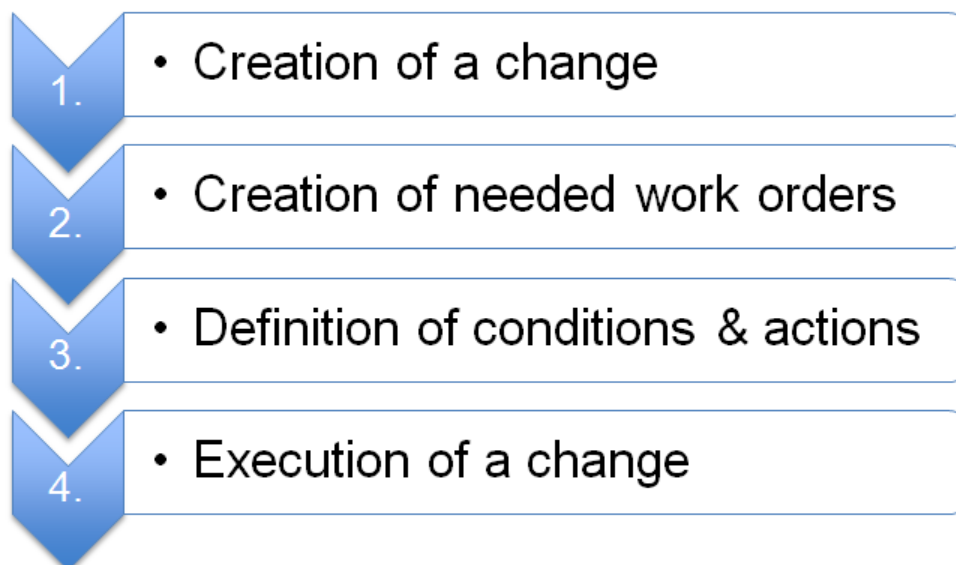 1. • Creation of a change
2. • Creation of needed work orders
3. • Definition of conditions & actions
4. • Execution of a change